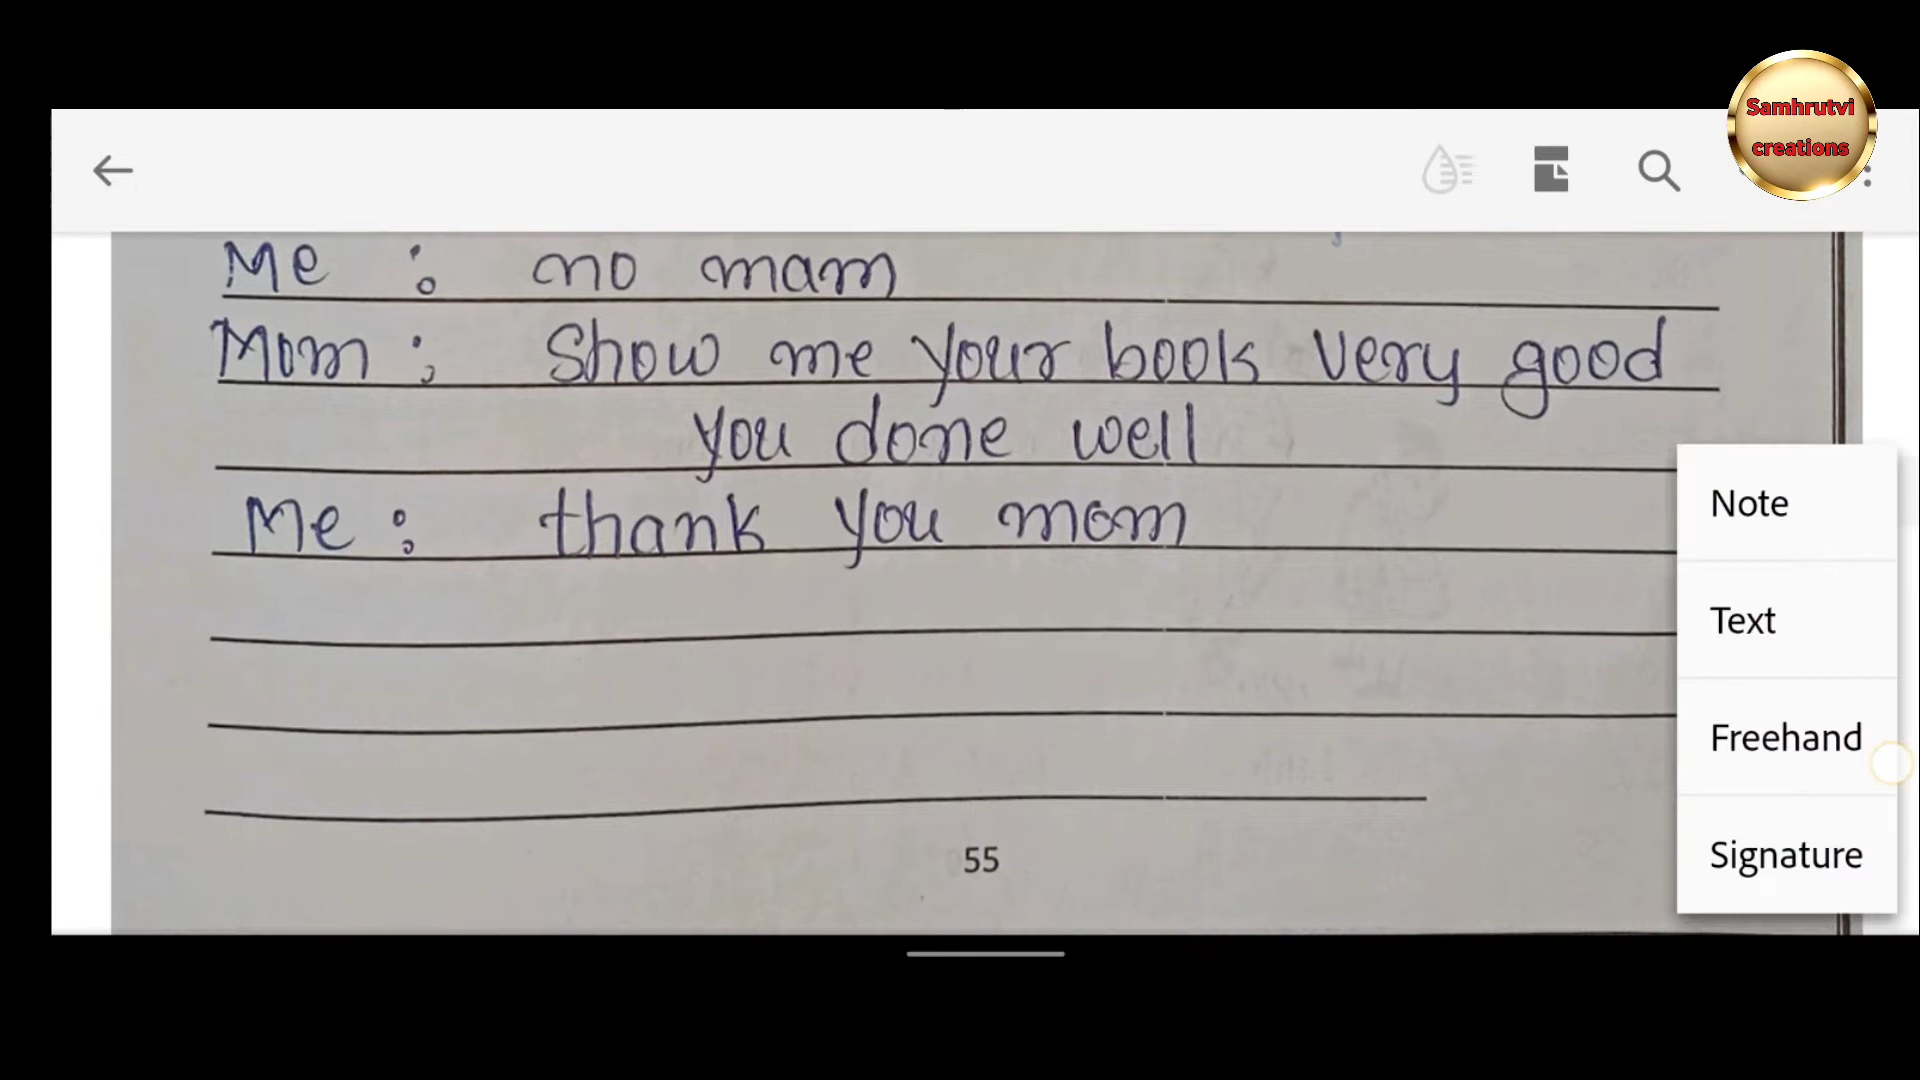 Samhrutvi
creations
Me : no mam
Mom : Show me your book very good
you done well
Me : thank you mom
Note
Text
Freehand
Signature
55